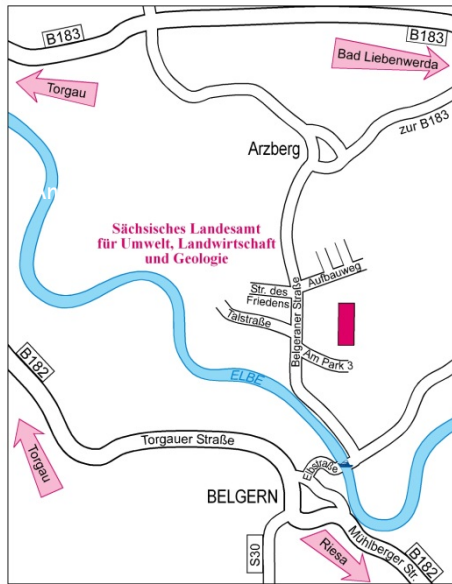 B183
B183
Torgau
Bad Liebenwerda
B183
zur B183
Arzberg
Sächsisches Landesamt
für Umwelt, Landwirtschaft
und Geologie
Aufbauweg
Str. des
Friedens
Belgeraner Straße
Talstraße
Am Park 3
B182
ELBE
Torgauer Straße
Torgau
Elbstraße
BELGERN
S30
Riesa
Mühlberger Str.
B182